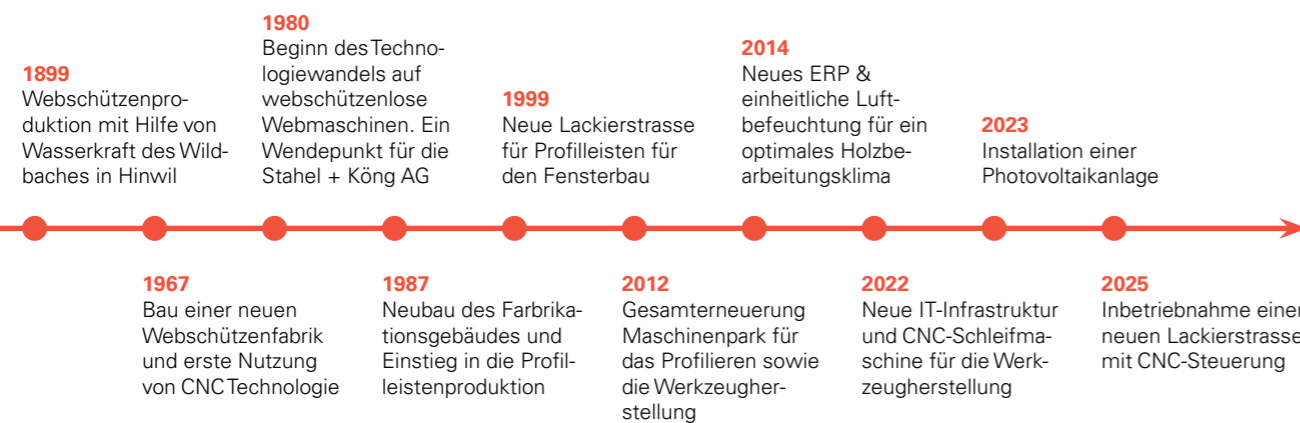 1899
Webschützenpro-
duktion mit Hilfe von
Wasserkraft des Wild-
baches in Hinwil
1967
Bau einer neuen
Webschützenfabrik
und erste Nutzung
von CNC Technologie
1980
Beginn des Techno-
logiewandels auf
webschützenlose
Webmaschinen. Ein
Wendepunkt für die
Stahel + Köng AG
1987
Neubau des Farbrika-
tionsgebäudes und
Einstieg in die Profil-
leistenproduktion
1999
Neue Lackierstrasse
für Profilleisten für
den Fensterbau
2012
Gesamterneuerung
Maschinenpark für
das Profilieren sowie
die Werkzeugher-
stellung
2014
Neues ERP &
einheitliche Luft-
befeuchtung für ein
optimales Holzbe-
arbeitungsklima
2022
Neue IT-Infrastruktur
und CNC-Schleifma-
schine für die Werk-
zeugherstellung
2023
Installation einer
Photovoltaikanlage
2025
Inbetriebnahme einer
neuen Lackierstrasse
mit CNC-Steuerung